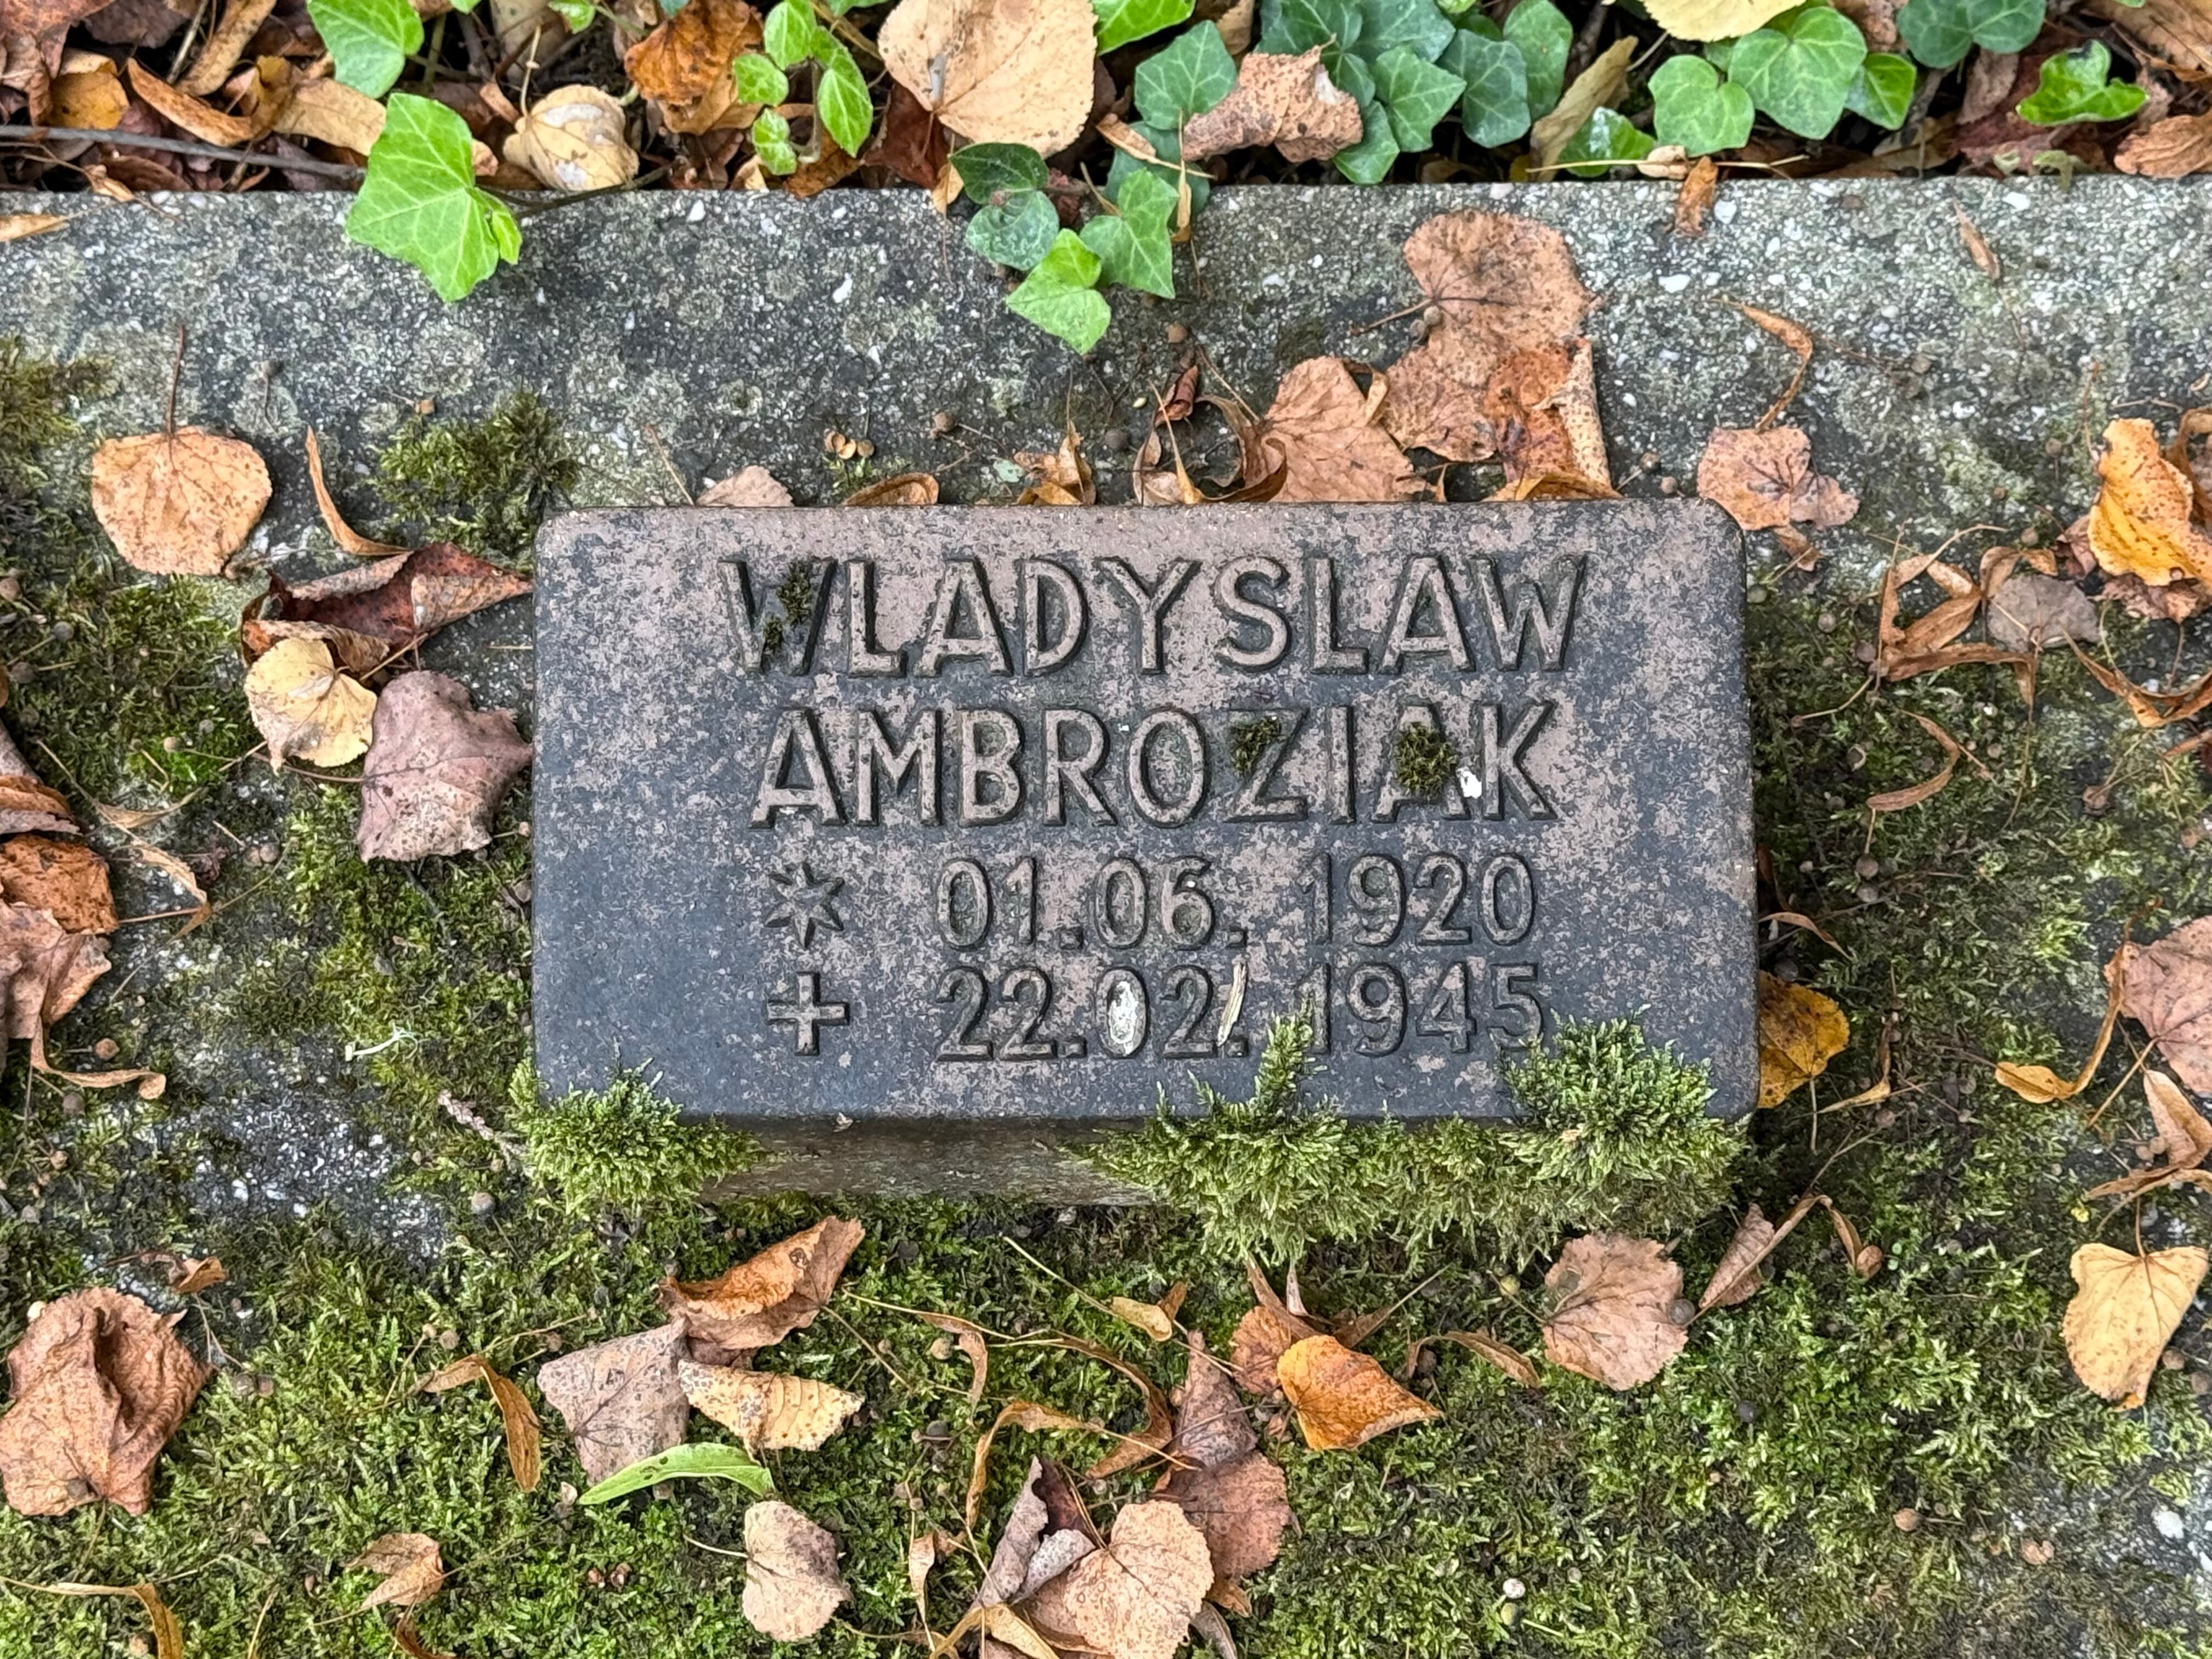 WLADYSLAW
AMBROZIAK
* 01.06.1920
+ 22.02.1945